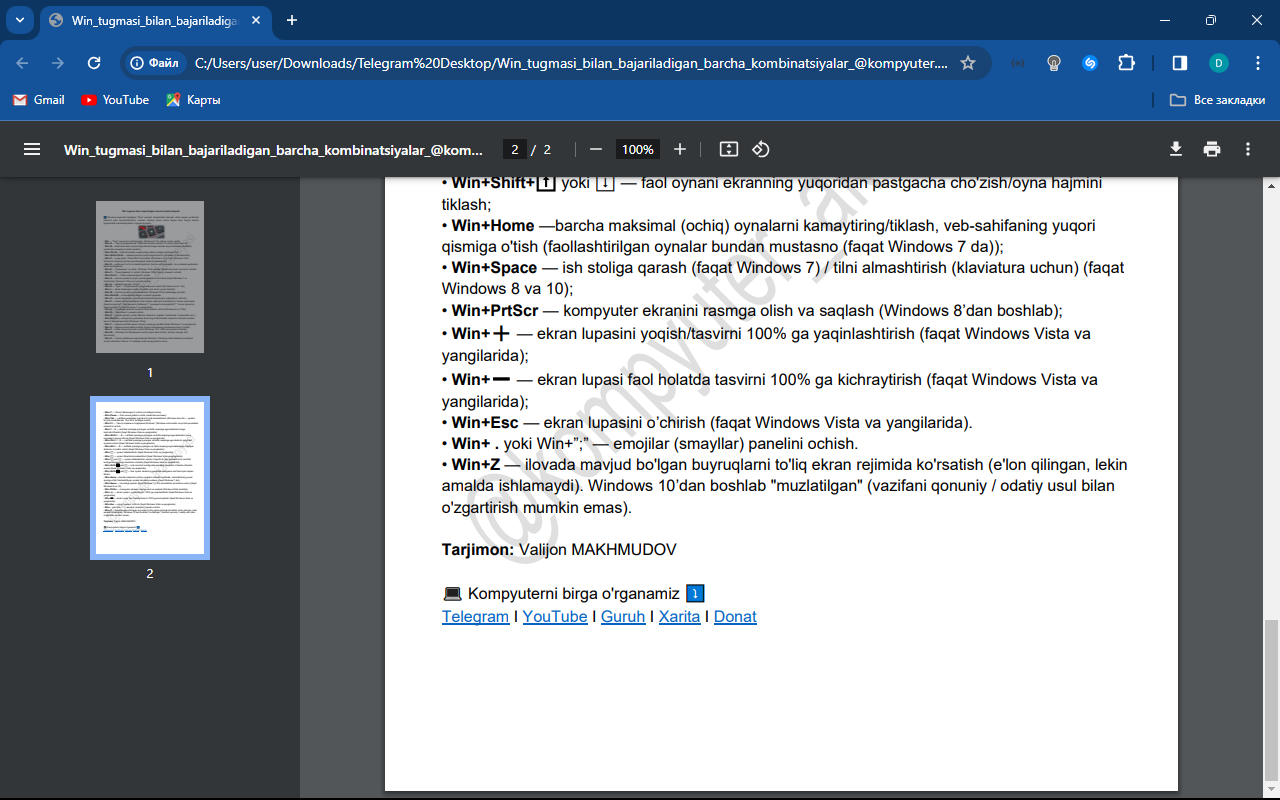 Win_tugmasi_bilan_bajariladiga
Файл
C:/Users/user/Downloads/Telegram%20Desktop/Win_tugmasi_bilan_bajariladigan_barcha_kombinatsiyalar_@kompyuter....
D
Gmail
YouTube
Карты
Все закладки
Win_tugmasi_bilan_bajariladigan_barcha_kombinatsiyalar_@kom...
2 / 2
100%
1
2
• Win+Shift+↑ yoki ↓ — faol oynani ekranning yuqoridan pastgacha cho'zish/oyna hajmini
tiklash;
• Win+Home —barcha maksimal (ochiq) oynalarni kamaytiring/tiklash, veb-sahifaning yuqori
qismiga o'tish (faollashtirilgan oynalar bundan mustasno (faqat Windows 7 da));
• Win+Space — ish stoliga qarash (faqat Windows 7) / tilni almashtirish (klaviatura uchun) (faqat
Windows 8 va 10);
• Win+PrtScr — kompyuter ekranini rasmga olish va saqlash (Windows 8’dan boshlab);
• Win+➕ — ekran lupasini yoqish/tasvirni 100% ga yaqinlashtirish (faqat Windows Vista va
yangilarida);
• Win+➖ — ekran lupasi faol holatda tasvirni 100% ga kichraytirish (faqat Windows Vista va
yangilarida);
• Win+Esc — ekran lupasini o’chirish (faqat Windows Vista va yangilarida).
• Win+ . yoki Win+”;” — emojilar (smayllar) panelini ochish.
• Win+Z — ilovada mavjud bo'lgan buyruqlarni to'liq ekran rejimida ko'rsatish (e'lon qilingan, lekin
amalda ishlamaydi). Windows 10’dan boshlab "muzlatilgan" (vazifani qonuniy / odatiy usul bilan
o'zgartirish mumkin emas).
Tarjimon: Valijon MAKHMUDOV
💻 Kompyuterni birga o'rganamiz ⤵
Telegram I YouTube I Guruh I Xarita I Donat